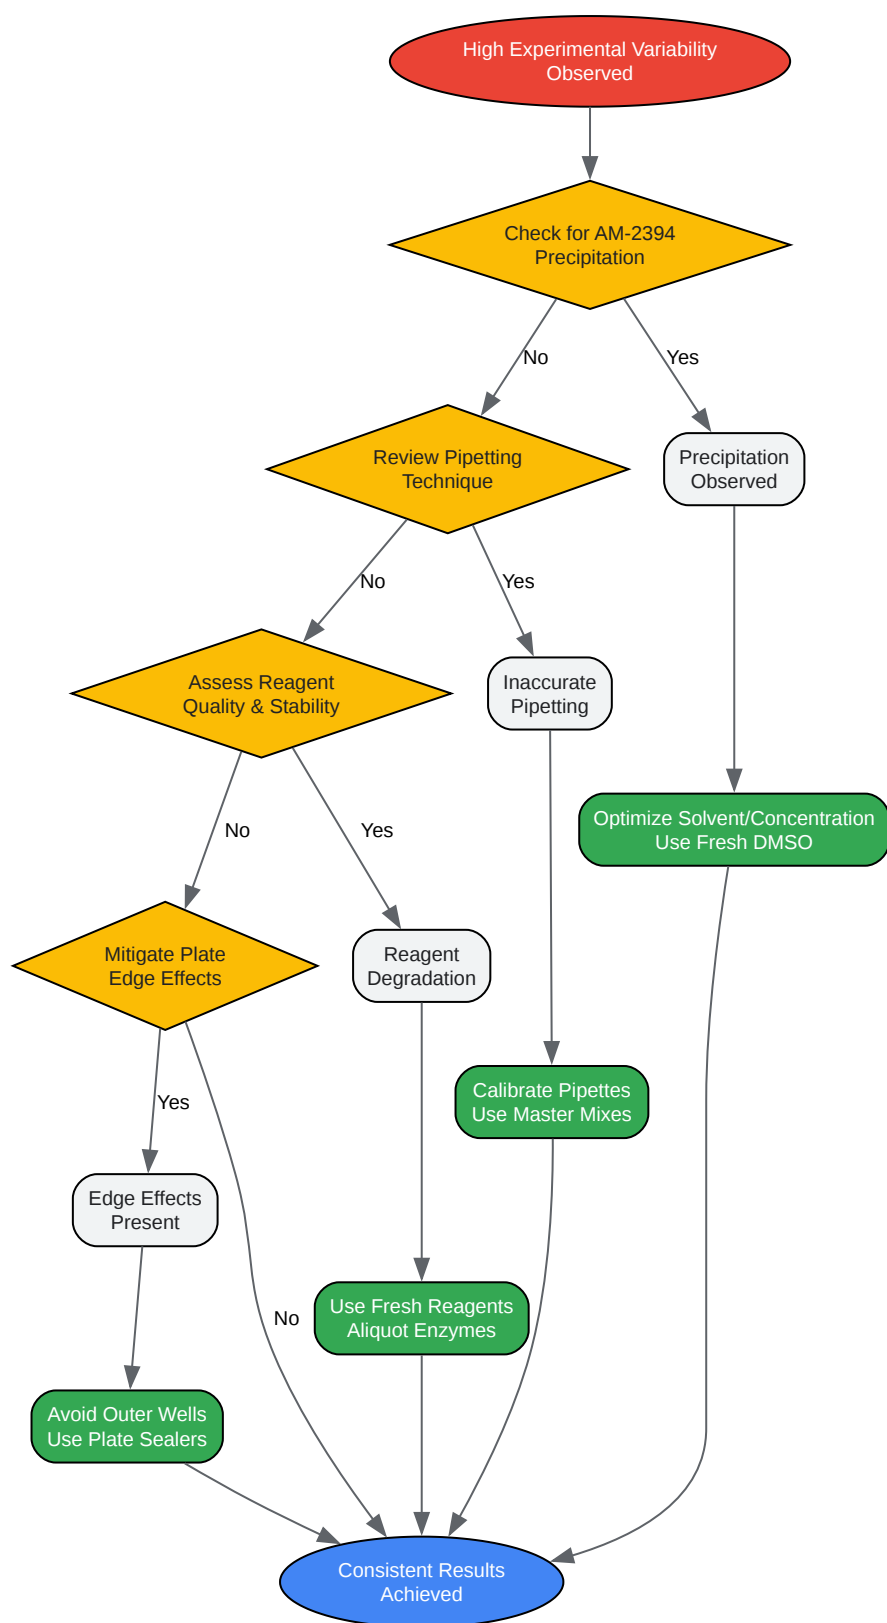 High Experimental Variability
Observed
Check for AM-2394
Precipitation
No
Yes
Review Pipetting
Technique
Precipitation
Observed
No
Yes
Assess Reagent
Quality & Stability
Inaccurate
Pipetting
No
Yes
Optimize Solvent/Concentration
Use Fresh DMSO
Mitigate Plate
Edge Effects
Reagent
Degradation
Yes
Calibrate Pipettes
Use Master Mixes
Edge Effects
Present
No
Use Fresh Reagents
Aliquot Enzymes
Avoid Outer Wells
Use Plate Sealers
Consistent Results
Achieved